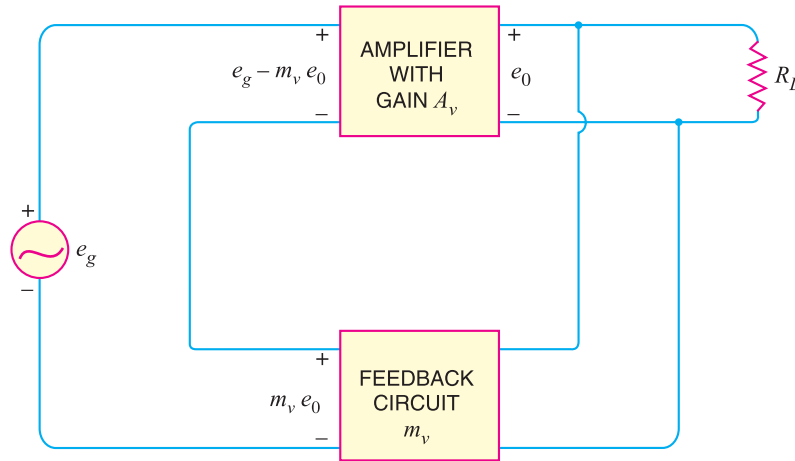 + +
AMPLIFIER
WITH
GAIN A_v
e_g – m_v e_0
e_0
R_L
– –
+
e_g
–
+
FEEDBACK
CIRCUIT
m_v
m_v e_0
–